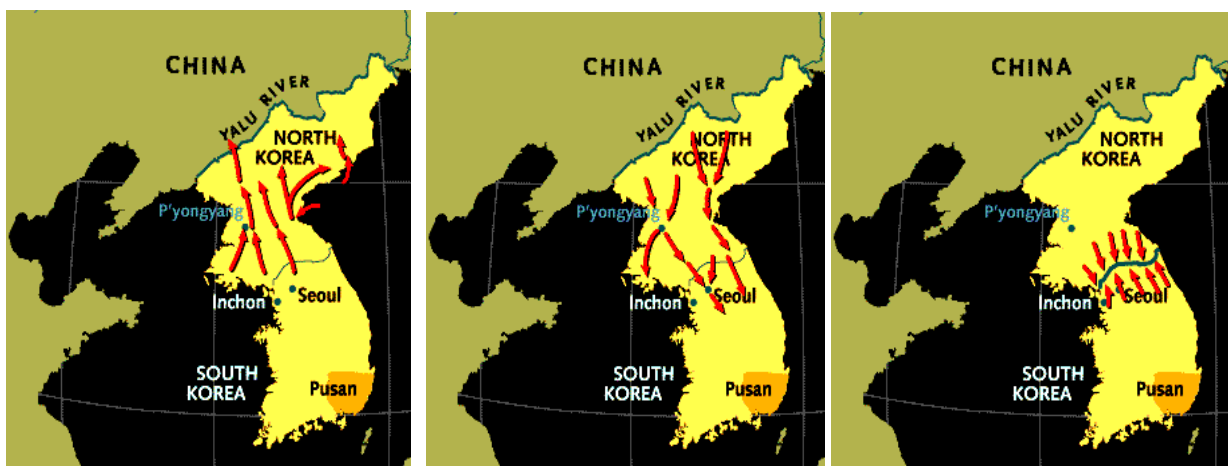 CHINA
YALU RIVER
NORTH
KOREA
P'yongyang
Inchon
Seoul
SOUTH
KOREA
Pusan
CHINA
YALU RIVER
NORTH
KOREA
P'yongyang
Inchon
Seoul
SOUTH
KOREA
Pusan
CHINA
YALU RIVER
NORTH
KOREA
P'yongyang
Inchon
Seoul
SOUTH
KOREA
Pusan